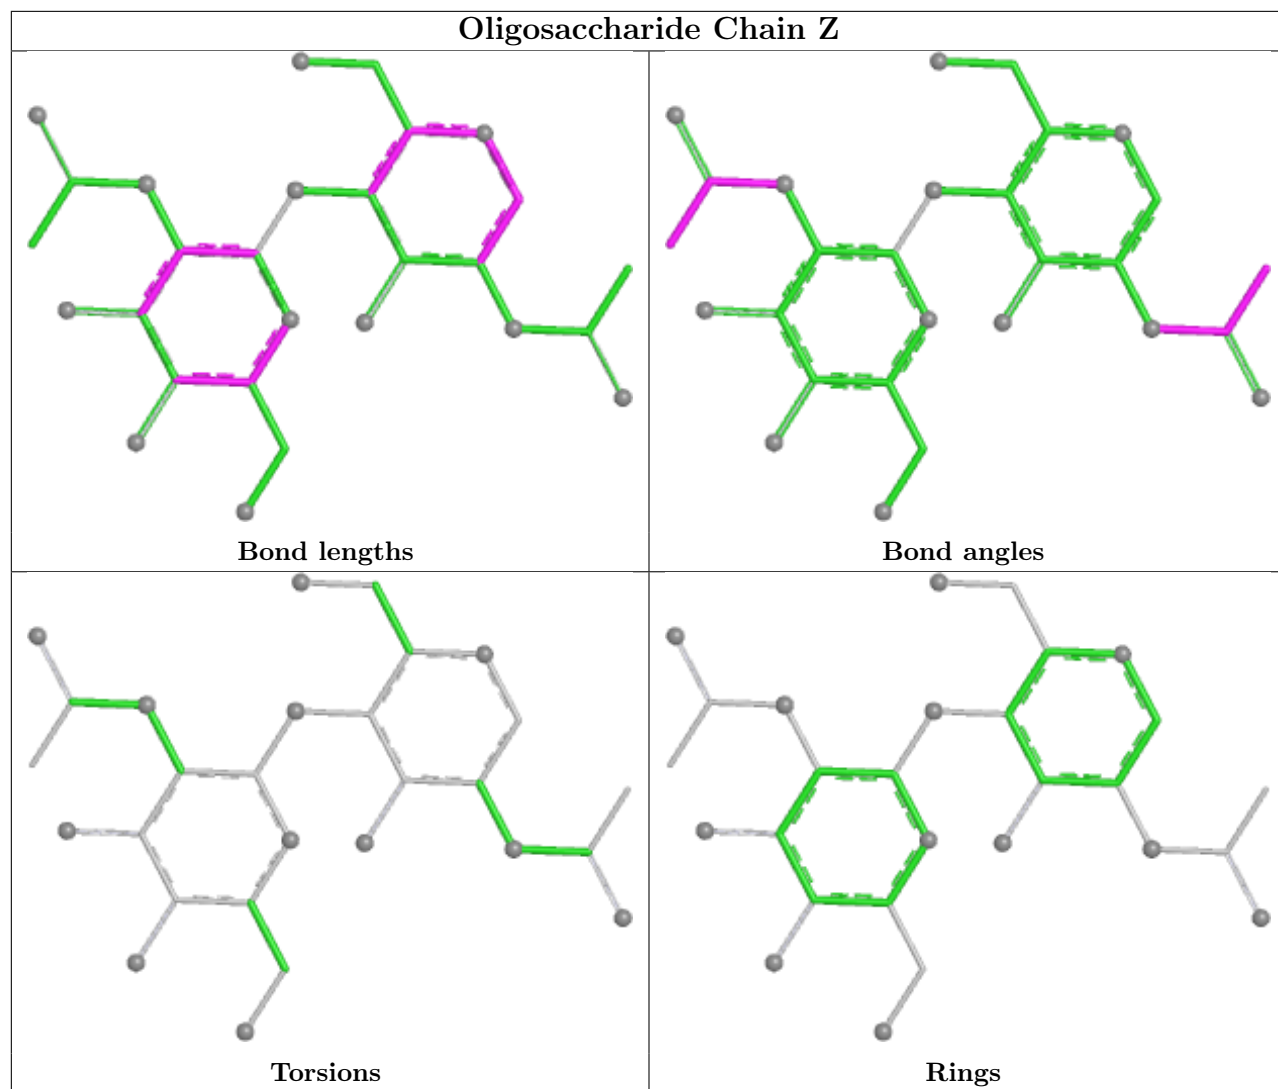 Oligosaccharide Chain Z
Bond lengths
Bond angles
Torsions
Rings